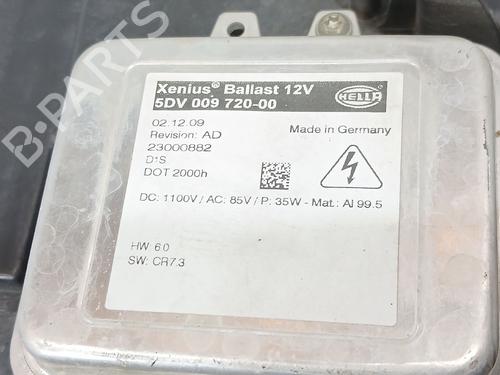 Xenius® Ballast 12V
5DV 009 720-00
HELLA
02.12.09
Revision: AD
Made in Germany
23000882
D1S
DOT 2000h
DC: 1100V / AC: 85V / P: 35W - Mat.: Al 99.5
HW: 6.0
SW: CR7.3
B-PARTS